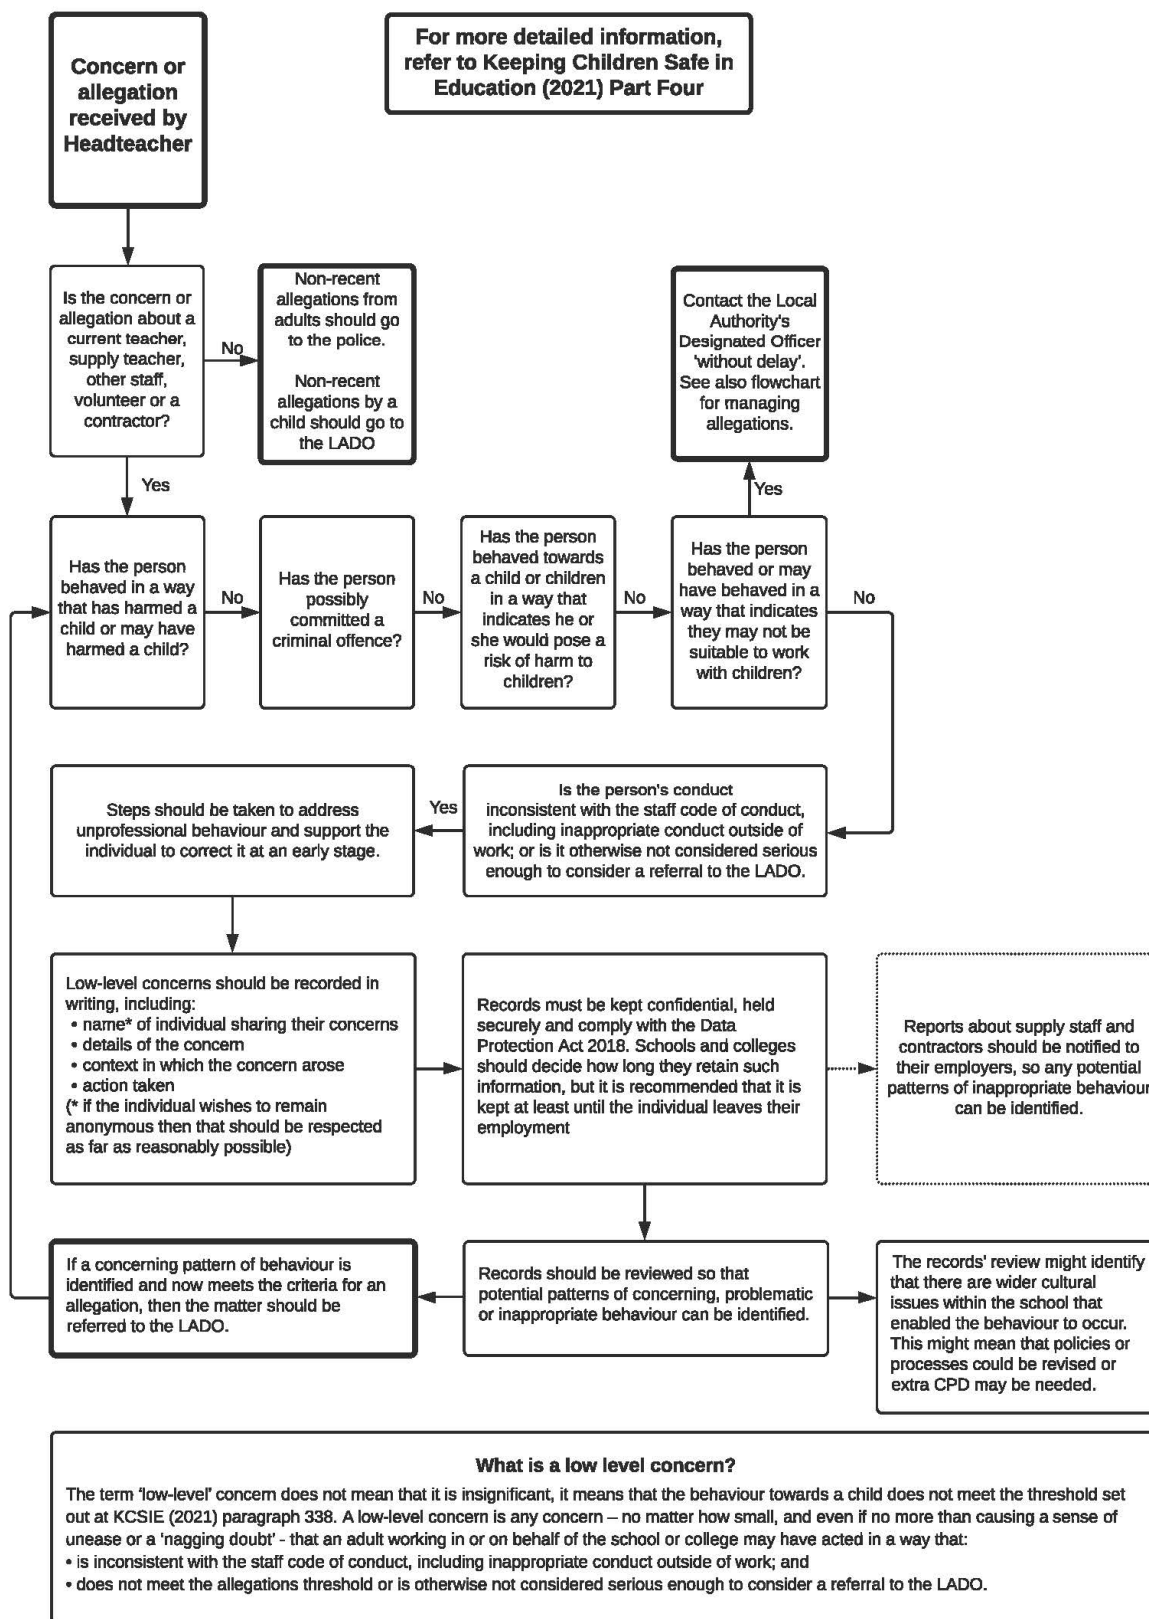 Concern or
allegation
received by
Headteacher
For more detailed information,
refer to Keeping Children Safe in
Education (2021) Part Four
Is the concern or
allegation about a
current teacher,
supply teacher,
other staff,
volunteer or a
contractor?
No
Non-recent
allegations from
adults should go
to the police.
Non-recent
allegations by a
child should go to
the LADO
Contact the Local
Authority's
Designated Officer
'without delay'.
See also flowchart
for managing
allegations.
Yes
Yes
Has the person
behaved in a way
that has harmed a
child or may have
harmed a child?
No
Has the person
possibly
committed a
criminal offence?
No
Has the person
behaved towards
a child or children
in a way that
indicates he or
she would pose a
risk of harm to
children?
No
Has the person
behaved or may
have behaved in a
way that indicates
they may not be
suitable to work
with children?
No
Steps should be taken to address
unprofessional behaviour and support the
individual to correct it at an early stage.
Yes
Is the person's conduct
inconsistent with the staff code of conduct,
including inappropriate conduct outside of
work; or is it otherwise not considered serious
enough to consider a referral to the LADO.
Low-level concerns should be recorded in
writing, including:
• name* of individual sharing their concerns
• details of the concern
• context in which the concern arose
• action taken
(* if the individual wishes to remain
anonymous then that should be respected
as far as reasonably possible)
Records must be kept confidential, held
securely and comply with the Data
Protection Act 2018. Schools and colleges
should decide how long they retain such
information, but it is recommended that it is
kept at least until the individual leaves their
employment
Reports about supply staff and
contractors should be notified to
their employers, so any potential
patterns of inappropriate behaviour
can be identified.
If a concerning pattern of behaviour is
identified and now meets the criteria for an
allegation, then the matter should be
referred to the LADO.
Records should be reviewed so that
potential patterns of concerning, problematic
or inappropriate behaviour can be identified.
The records' review might identify
that there are wider cultural
issues within the school that
enabled the behaviour to occur.
This might mean that policies or
processes could be revised or
extra CPD may be needed.
What is a low level concern?
The term 'low-level' concern does not mean that it is insignificant, it means that the behaviour towards a child does not meet the threshold set
out at KCSIE (2021) paragraph 338. A low-level concern is any concern – no matter how small, and even if no more than causing a sense of
unease or a 'nagging doubt' - that an adult working in or on behalf of the school or college may have acted in a way that:
• is inconsistent with the staff code of conduct, including inappropriate conduct outside of work; and
• does not meet the allegations threshold or is otherwise not considered serious enough to consider a referral to the LADO.